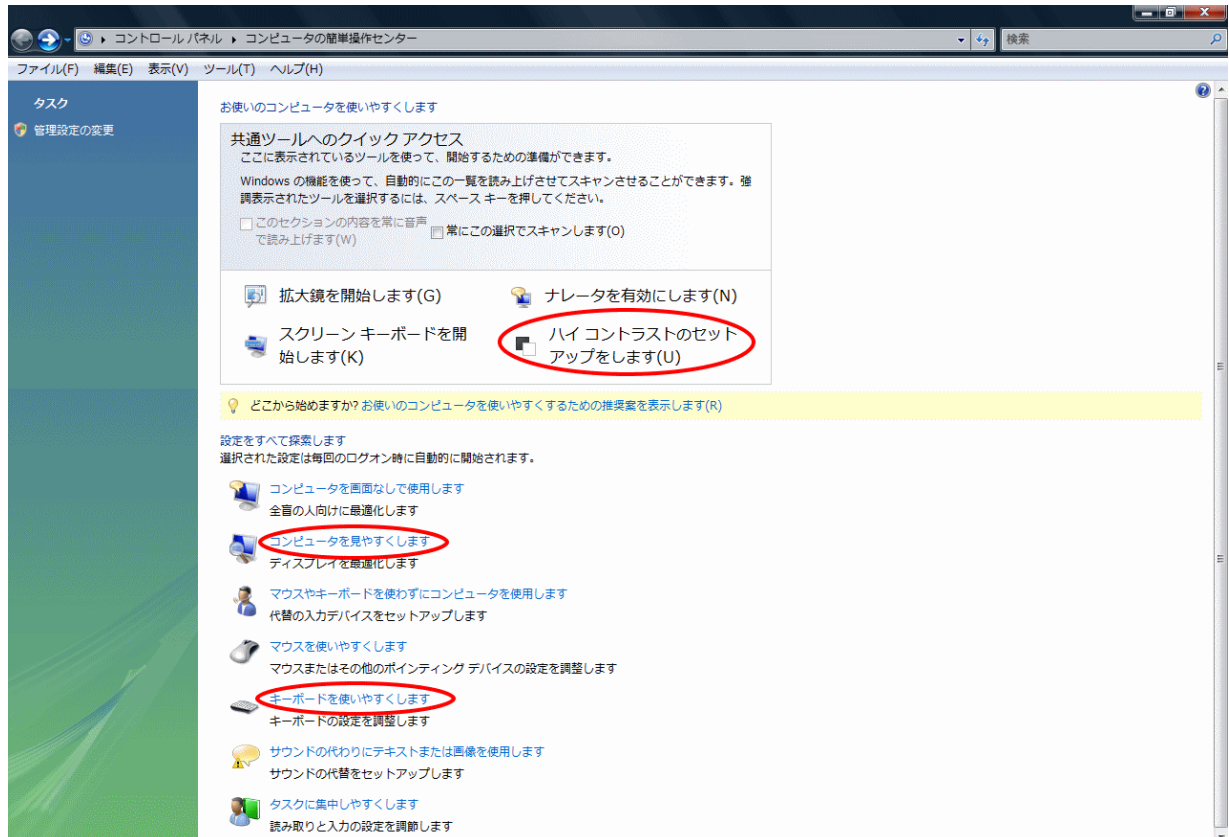 コントロール パネル ▸ コンピュータの簡単操作センター
検索
ファイル(F) 編集(E) 表示(V) ツール(T) ヘルプ(H)
タスク
管理設定の変更
お使いのコンピュータを使いやすくします
共通ツールへのクイック アクセス
ここに表示されているツールを使って、開始するための準備ができます。
Windows の機能を使って、自動的にこの一覧を読み上げさせてスキャンさせることができます。強
調表示されたツールを選択するには、スペース キーを押してください。
このセクションの内容を常に音声
で読み上げます(W)
常にこの選択でスキャンします(O)
拡大鏡を開始します(G)
ナレータを有効にします(N)
スクリーン キーボードを開
始します(K)
ハイ コントラストのセット
アップをします(U)
どこから始めますか? お使いのコンピュータを使いやすくするための推奨案を表示します(R)
設定をすべて探索します
選択された設定は毎回のログオン時に自動的に開始されます。
コンピュータを画面なしで使用します
全盲の人向けに最適化します
コンピュータを見やすくします
ディスプレイを最適化します
マウスやキーボードを使わずにコンピュータを使用します
代替の入力デバイスをセットアップします
マウスを使いやすくします
マウスまたはその他のポインティング デバイスの設定を調整します
キーボードを使いやすくします
キーボードの設定を調整します
サウンドの代わりにテキストまたは画像を使用します
サウンドの代替をセットアップします
タスクに集中しやすくします
読み取りと入力の設定を調節します